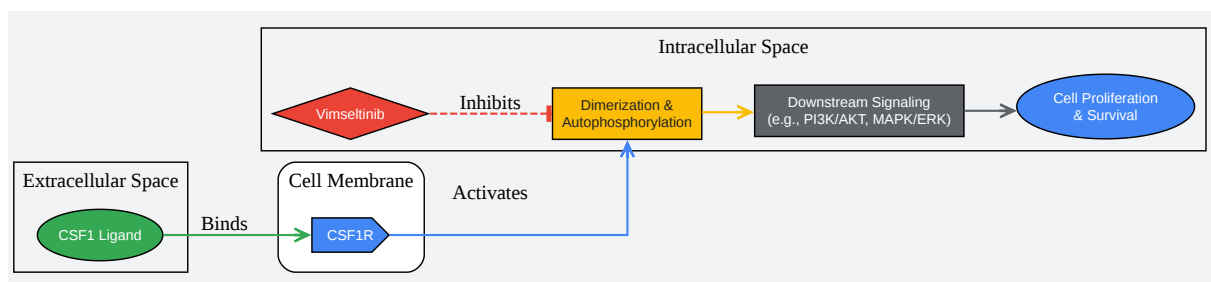 Intracellular Space
Vimseltinib
Inhibits
Dimerization &
Autophosphorylation
Downstream Signaling
(e.g., PI3K/AKT, MAPK/ERK)
Cell Proliferation
& Survival
Extracellular Space
CSF1 Ligand
Binds
Cell Membrane
CSF1R
Activates